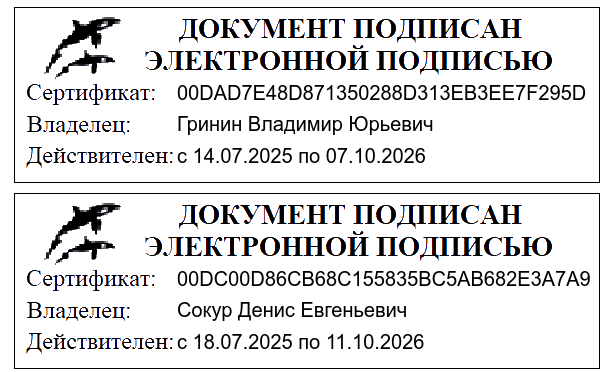 ДОКУМЕНТ ПОДПИСАН
ЭЛЕКТРОННОЙ ПОДПИСЬЮ
Сертификат: 00DAD7E48D871350288D313EB3EE7F295D
Владелец: Гринин Владимир Юрьевич
Действителен: с 14.07.2025 по 07.10.2026
ДОКУМЕНТ ПОДПИСАН
ЭЛЕКТРОННОЙ ПОДПИСЬЮ
Сертификат: 00DC00D86CB68C155835BC5AB682E3A7A9
Владелец: Сокур Денис Евгеньевич
Действителен: с 18.07.2025 по 11.10.2026